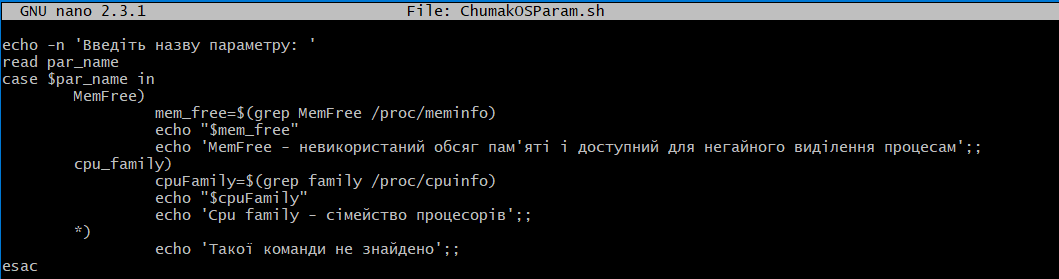 GNU nano 2.3.1 File: ChumakOSParam.sh
echo -n 'Введіть назву параметру: '
read par_name
case $par_name in
MemFree)
mem_free=$(grep MemFree /proc/meminfo)
echo "$mem_free"
echo 'MemFree - невикористаний обсяг пам'яті і доступний для негайного виділення процесам';;
cpu_family)
cpuFamily=$(grep family /proc/cpuinfo)
echo "$cpuFamily"
echo 'Cpu family - сімейство процесорів';;
*)
echo 'Такої команди не знайдено';;
esac